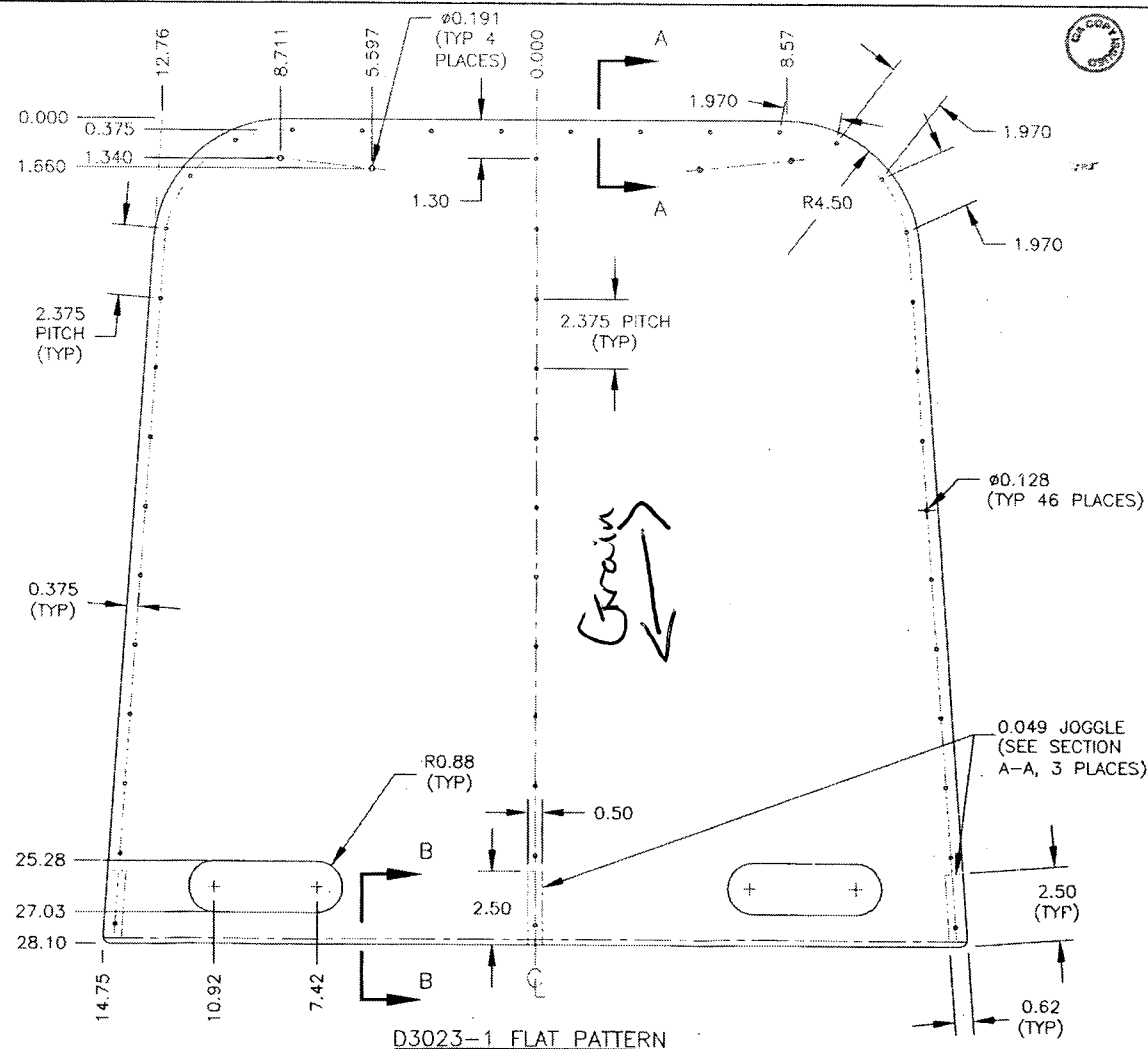 12.76
8.711
5.597
0.000
8.57
ø0.191
(TYP 4
PLACES)
A
QA COPY ISSUED
0.000
0.375
1.340
1.660
1.970
1.970
1.30
A
R4.50
1.970
2.375
PITCH
(TYP)
2.375 PITCH
(TYP)
ø0.128
(TYP 46 PLACES)
Grain
0.375
(TYP)
0.049 JOGGLE
(SEE SECTION
A-A, 3 PLACES)
R0.88
(TYP)
0.50
25.28
B
2.50
2.50
(TYP)
27.03
28.10
14.75
10.92
7.42
B
CL
0.62
(TYP)
D3023-1 FLAT PATTERN